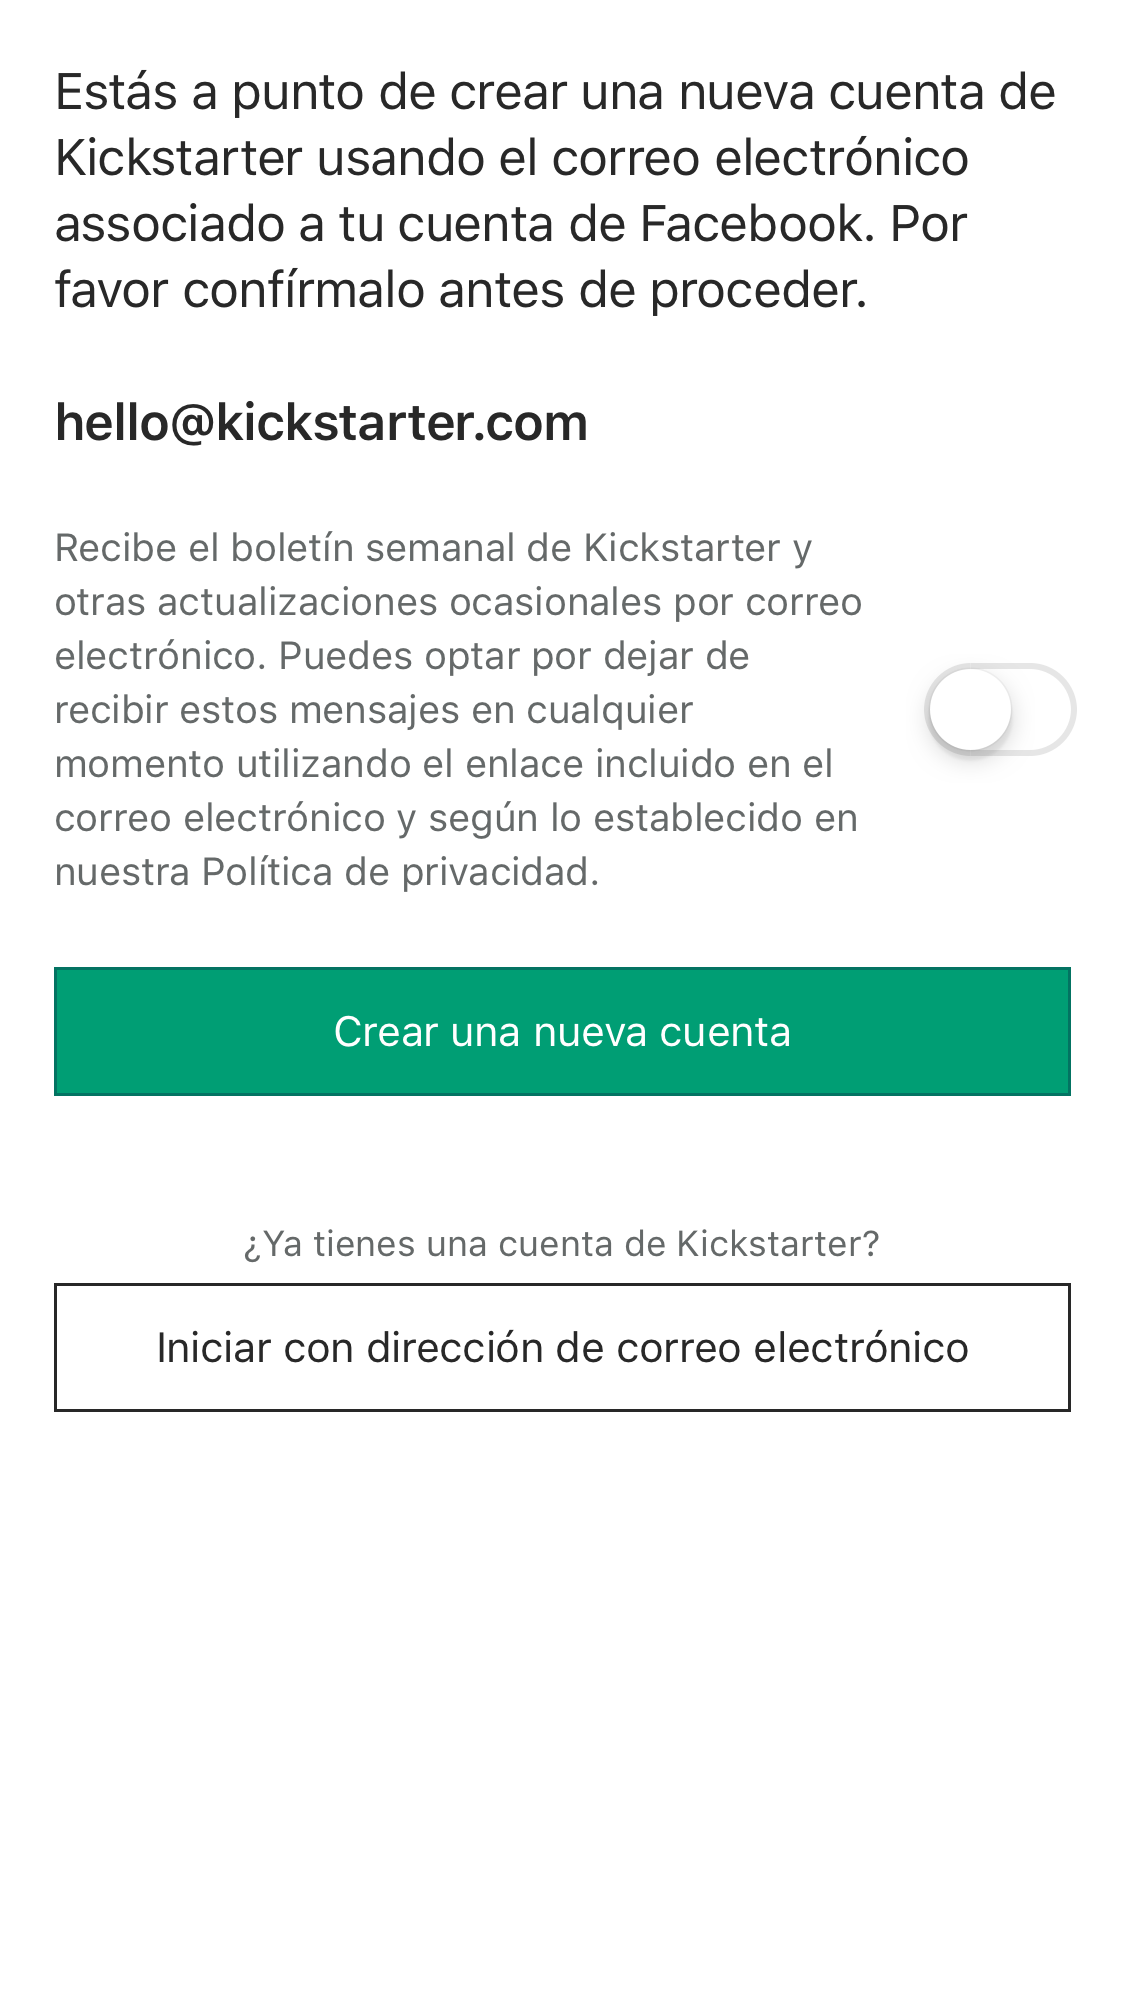 Estás a punto de crear una nueva cuenta de
Kickstarter usando el correo electrónico
associado a tu cuenta de Facebook. Por
favor confírmalo antes de proceder.
hello@kickstarter.com
Recibe el boletín semanal de Kickstarter y
otras actualizaciones ocasionales por correo
electrónico. Puedes optar por dejar de
recibir estos mensajes en cualquier
momento utilizando el enlace incluido en el
correo electrónico y según lo establecido en
nuestra Política de privacidad.
Crear una nueva cuenta
¿Ya tienes una cuenta de Kickstarter?
Iniciar con dirección de correo electrónico